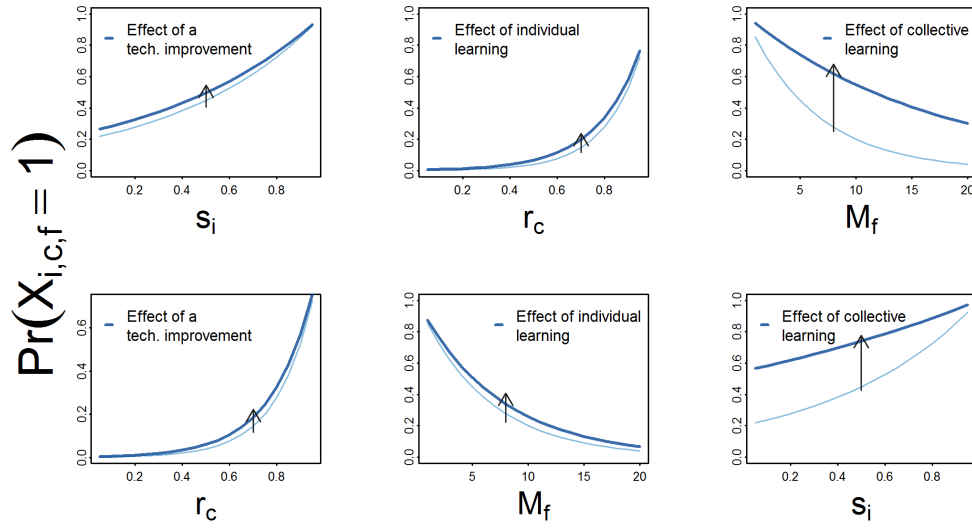 Pr(X_{i,c,f} = 1)
Effect of a
tech. improvement
0.0 0.2 0.4 0.6 0.8 1.0
0.2 0.4 0.6 0.8
s_i
Effect of individual
learning
0.0 0.2 0.4 0.6 0.8 1.0
0.2 0.4 0.6 0.8
r_c
Effect of collective
learning
0.0 0.2 0.4 0.6 0.8 1.0
5 10 15 20
M_f
Effect of a
tech. improvement
0.0 0.2 0.4 0.6
0.2 0.4 0.6 0.8
r_c
Effect of individual
learning
0.0 0.2 0.4 0.6 0.8 1.0
5 10 15 20
M_f
Effect of collective
learning
0.0 0.2 0.4 0.6 0.8 1.0
0.2 0.4 0.6 0.8
s_i